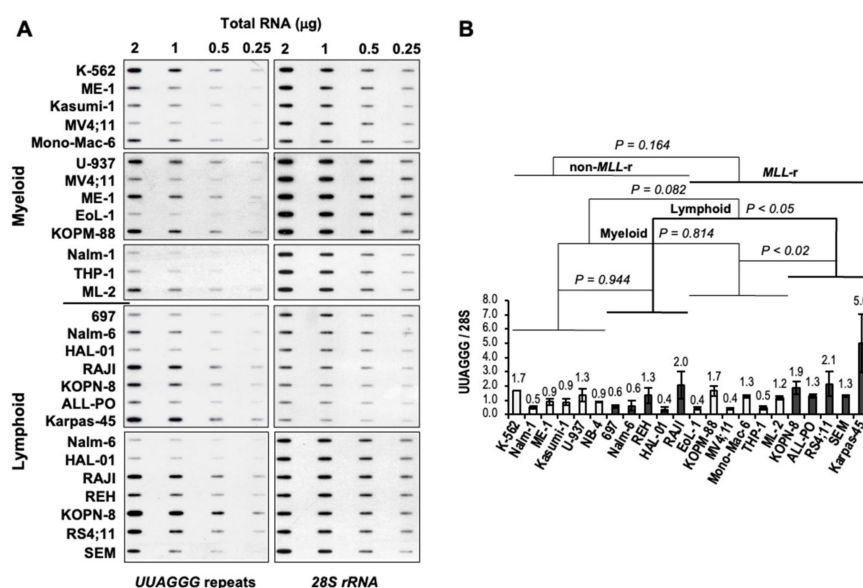 A
Total RNA (µg)
2 1 0.5 0.25 2 1 0.5 0.25
Myeloid
K-562
ME-1
Kasumi-1
MV4;11
Mono-Mac-6
U-937
MV4;11
ME-1
EoL-1
KOPM-88
Nalm-1
THP-1
ML-2
Lymphoid
697
Nalm-6
HAL-01
RAJI
KOPN-8
ALL-PO
Karpas-45
Nalm-6
HAL-01
RAJI
REH
KOPN-8
RS4;11
SEM
UUAGGG repeats 28S rRNA
B
P = 0.164
non-MLL-r MLL-r
P = 0.082
Lymphoid P < 0.05
Myeloid P = 0.814
P < 0.02
P = 0.944
UUAGGG / 28S
8.0
7.0
6.0
5.0
4.0
3.0
2.0
1.0
0.0
1.7 0.5 0.9 0.9 1.3 0.9 0.6 0.6 1.3 0.4 2.0 0.4 1.7 0.4 1.3 0.5 1.2 1.9 1.3 2.1 1.3 5.0
K-562 Nalm-1 ME-1 Kasumi-1 U-937 NB-4 697 Nalm-6 REH HAL-01 RAJI EoL-1 KOPM-88 MV4;11 Mono-Mac-6 THP-1 ML-2 KOPN-8 ALL-PO RS4;11 SEM Karpas-45